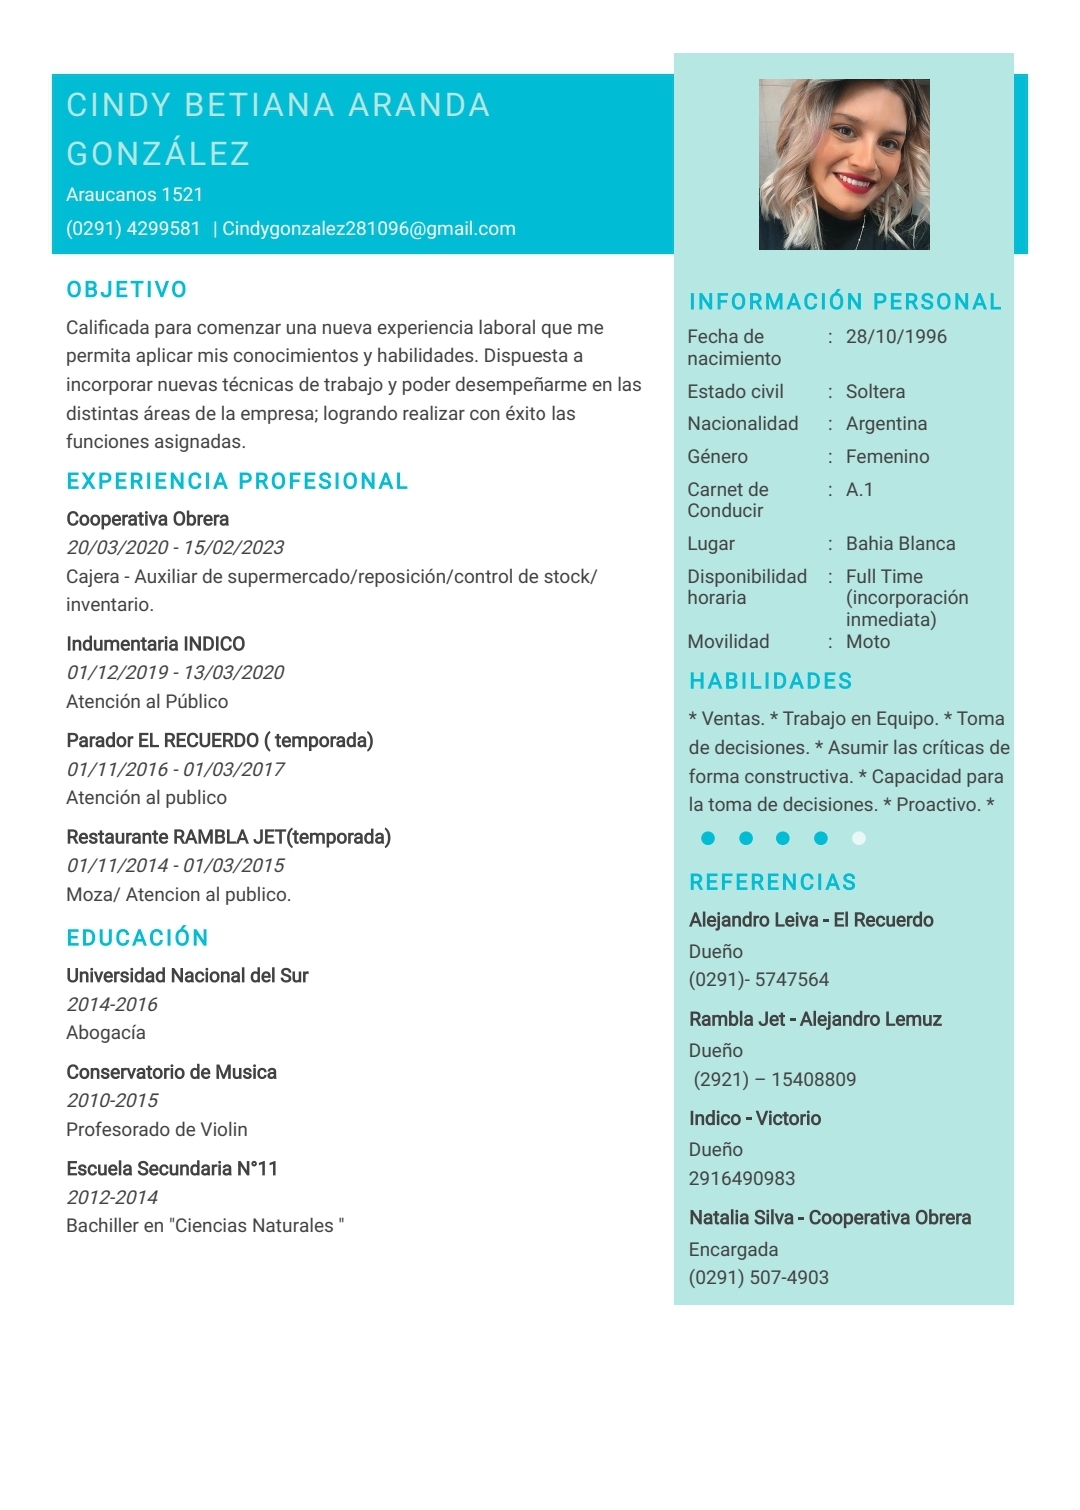 CINDY BETIANA ARANDA
GONZÁLEZ
Araucanos 1521
(0291) 4299581 | Cindygonzalez281096@gmail.com
OBJETIVO
Calificada para comenzar una nueva experiencia laboral que me
permita aplicar mis conocimientos y habilidades. Dispuesta a
incorporar nuevas técnicas de trabajo y poder desempeñarme en las
distintas áreas de la empresa; logrando realizar con éxito las
funciones asignadas.
EXPERIENCIA PROFESIONAL
Cooperativa Obrera
20/03/2020 - 15/02/2023
Cajera - Auxiliar de supermercado/reposición/control de stock/
inventario.
Indumentaria INDICO
01/12/2019 - 13/03/2020
Atención al Público
Parador EL RECUERDO ( temporada)
01/11/2016 - 01/03/2017
Atención al publico
Restaurante RAMBLA JET(temporada)
01/11/2014 - 01/03/2015
Moza/ Atencion al publico.
EDUCACIÓN
Universidad Nacional del Sur
2014-2016
Abogacía
Conservatorio de Musica
2010-2015
Profesorado de Violin
Escuela Secundaria N°11
2012-2014
Bachiller en "Ciencias Naturales "
INFORMACIÓN PERSONAL
Fecha de : 28/10/1996
nacimiento
Estado civil : Soltera
Nacionalidad : Argentina
Género : Femenino
Carnet de : A.1
Conducir
Lugar : Bahia Blanca
Disponibilidad : Full Time
horaria (incorporación
inmediata)
Movilidad : Moto
HABILIDADES
* Ventas. * Trabajo en Equipo. * Toma
de decisiones. * Asumir las críticas de
forma constructiva. * Capacidad para
la toma de decisiones. * Proactivo. *
REFERENCIAS
Alejandro Leiva - El Recuerdo
Dueño
(0291)- 5747564
Rambla Jet - Alejandro Lemuz
Dueño
(2921) – 15408809
Indico - Victorio
Dueño
2916490983
Natalia Silva - Cooperativa Obrera
Encargada
(0291) 507-4903